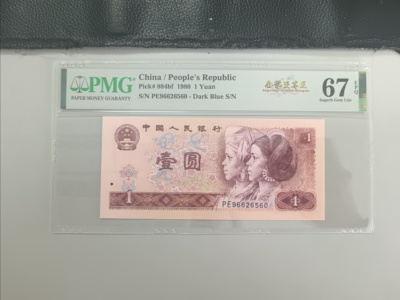 PMG
PAPER MONEY GUARANTY
China / People's Republic
Pick# 884bf 1980 1 Yuan
S/N PE96626560 - Dark Blue S/N
67 EPQ
Superb Gem Unc
中国人民银行
壹圆
1
1
PE96626560